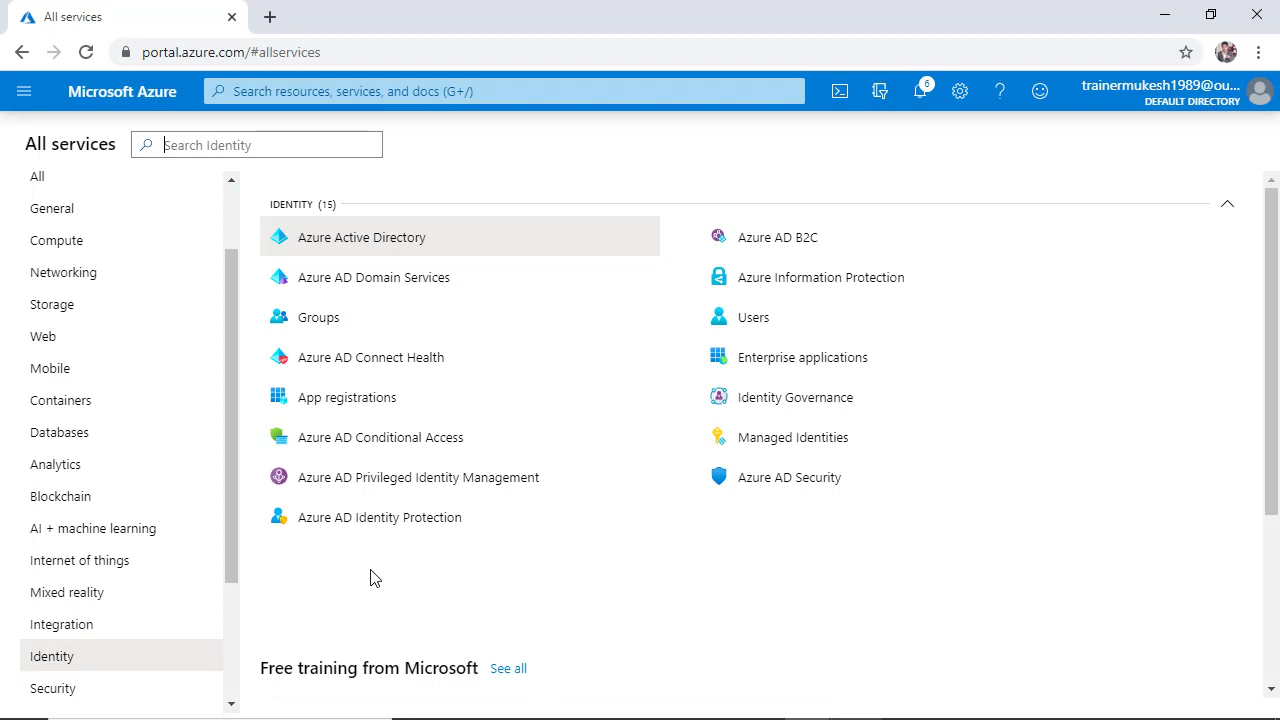 All services
portal.azure.com/#allservices
Microsoft Azure
Search resources, services, and docs (G+/)
6
trainermukesh1989@ou...
DEFAULT DIRECTORY
All services
Search Identity
All
General
Compute
Networking
Storage
Web
Mobile
Containers
Databases
Analytics
Blockchain
AI + machine learning
Internet of things
Mixed reality
Integration
Identity
Security
IDENTITY (15)
Azure Active Directory
Azure AD B2C
Azure AD Domain Services
Azure Information Protection
Groups
Users
Azure AD Connect Health
Enterprise applications
App registrations
Identity Governance
Azure AD Conditional Access
Managed Identities
Azure AD Privileged Identity Management
Azure AD Security
Azure AD Identity Protection
Free training from Microsoft See all